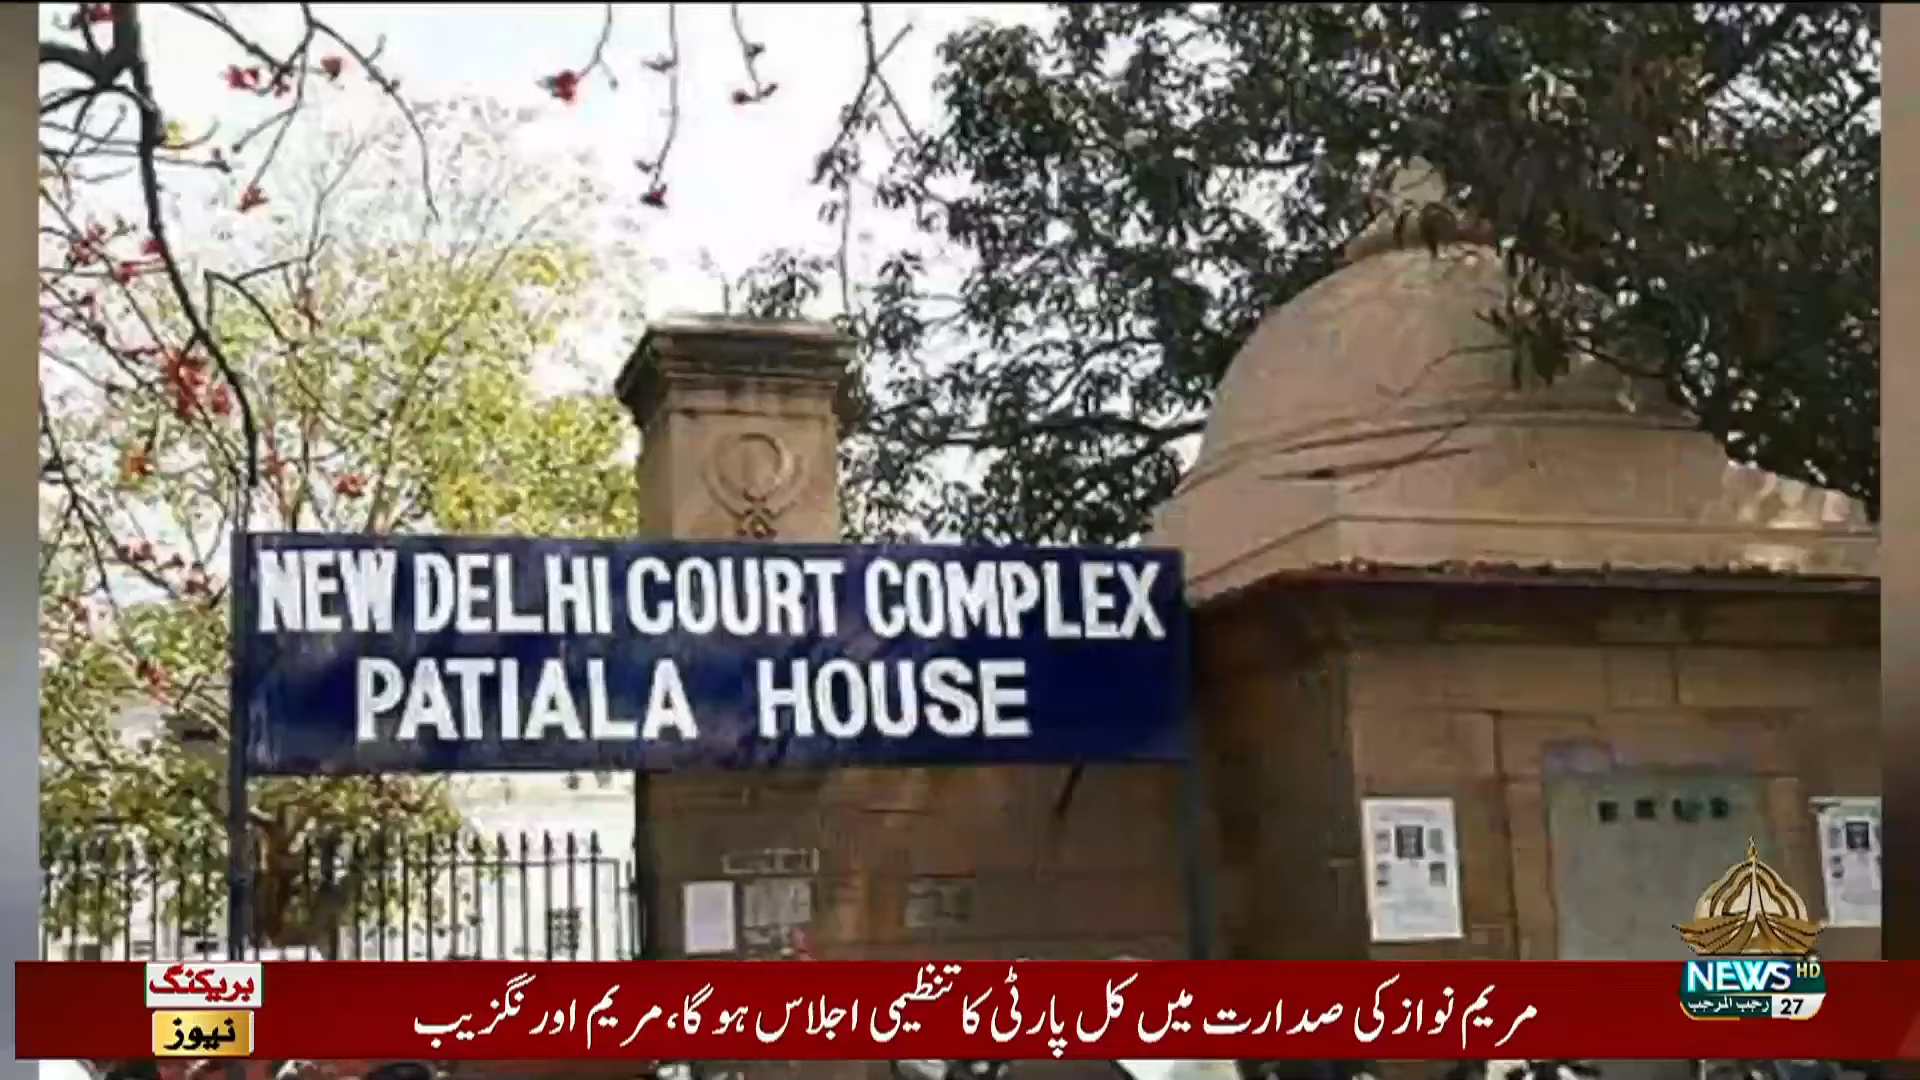 NEW DELHI COURT COMPLEX
PATIALA HOUSE
بریکنگ
نیوز
مریم نواز کی صدارت میں کل پارٹی کا تنظیمی اجلاس ہو گا، مریم اورنگزیب
NEWS HD
27 رجب المرجب